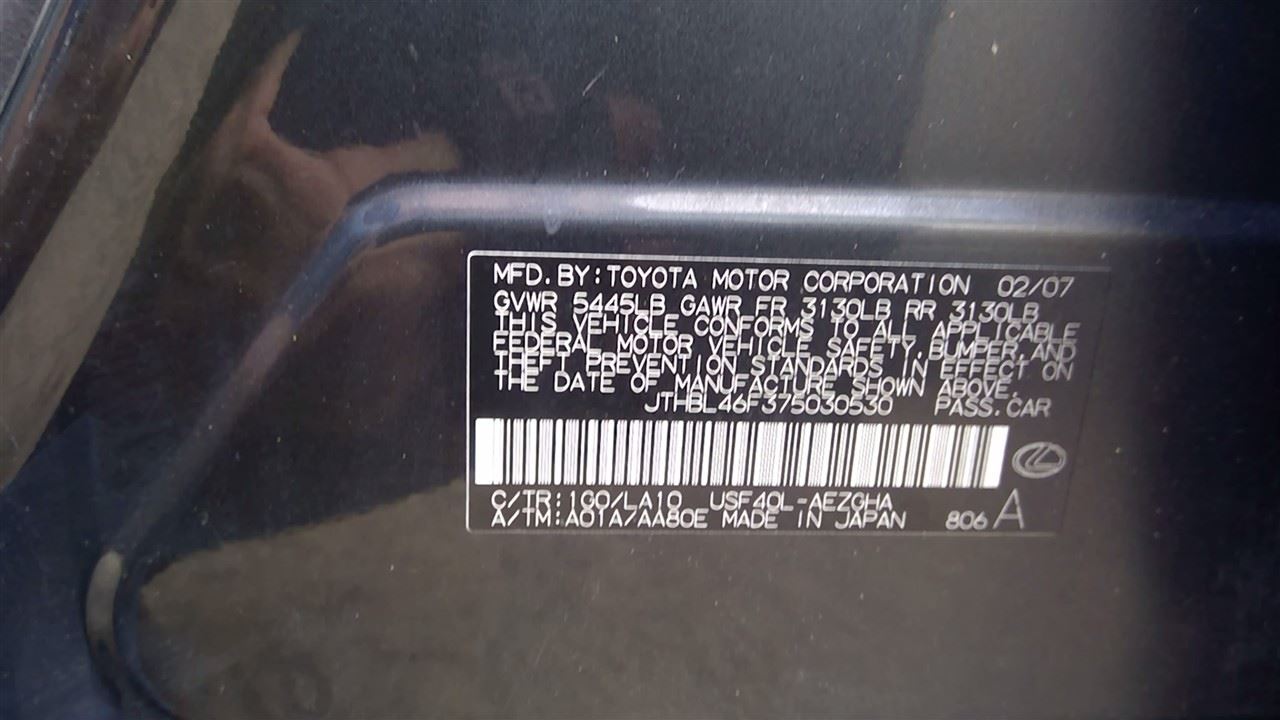 MFD. BY: TOYOTA MOTOR CORPORATION 02/07
GVWR 5445LB GAWR FR 3130LB RR 3130LB
THIS VEHICLE CONFORMS TO ALL APPLICABLE
FEDERAL MOTOR VEHICLE SAFETY, BUMPER, AND
THEFT PREVENTION STANDARDS IN EFFECT ON
THE DATE OF MANUFACTURE SHOWN ABOVE.
JTHBL46F375030530 PASS. CAR
C/TR: 1G0/LA10 USF40L-AEZGHA
A/TM: A01A/AA80E MADE IN JAPAN 806 A